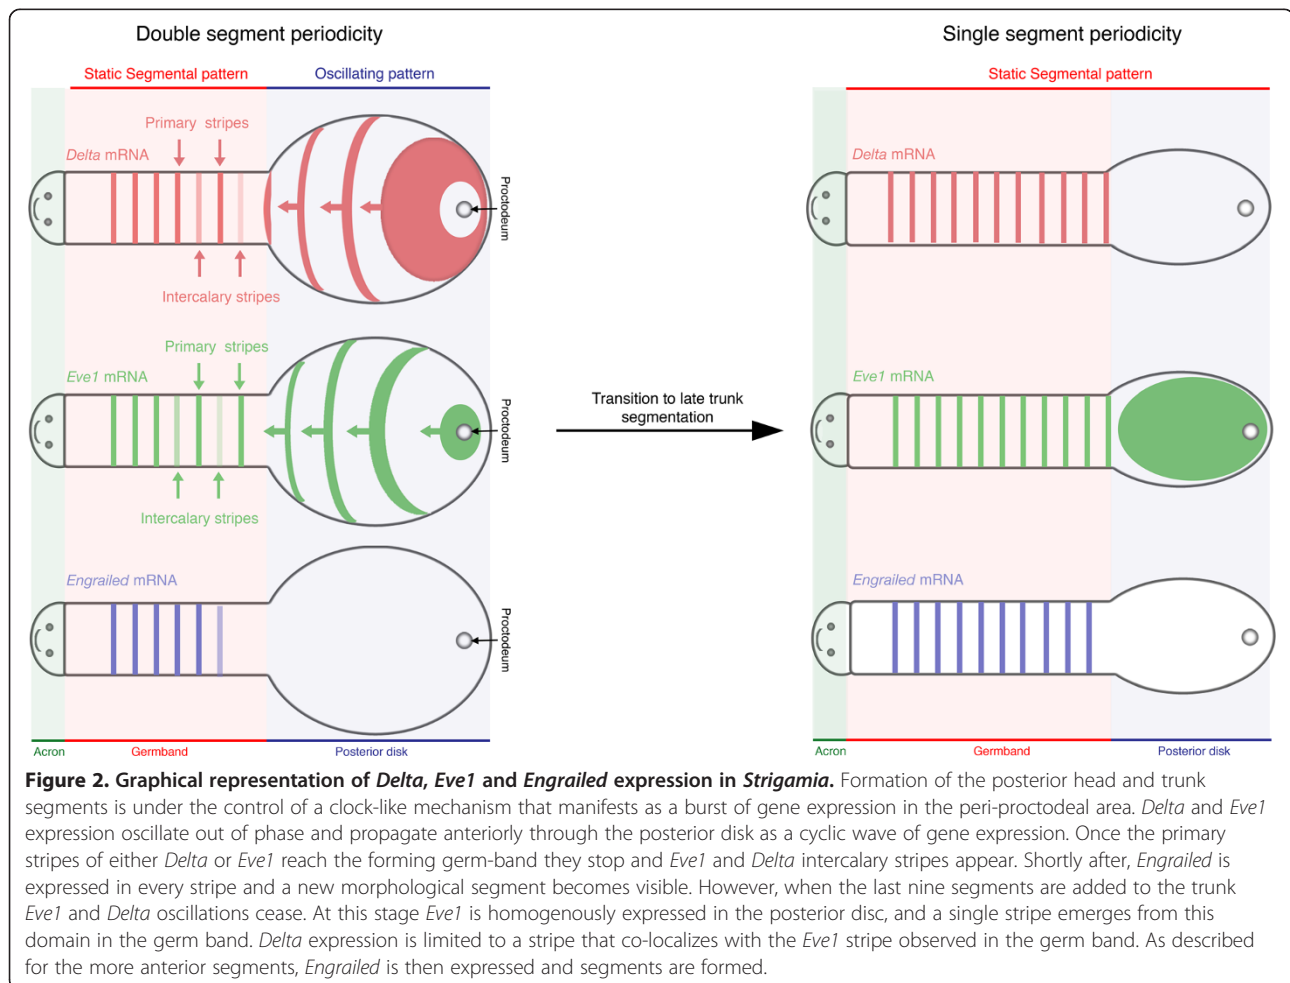 Double segment periodicity
Single segment periodicity
Static Segmental pattern
Oscillating pattern
Static Segmental pattern
Primary stripes
Delta mRNA
Proctodeum
Intercalary stripes
Delta mRNA
Primary stripes
Eve1 mRNA
Proctodeum
Intercalary stripes
Transition to late trunk
segmentation
Eve1 mRNA
Engrailed mRNA
Proctodeum
Engrailed mRNA
Acron
Germband
Posterior disk
Acron
Germband
Posterior disk
Figure 2. Graphical representation of Delta, Eve1 and Engrailed expression in Strigamia. Formation of the posterior head and trunk
segments is under the control of a clock-like mechanism that manifests as a burst of gene expression in the peri-proctodeal area. Delta and Eve1
expression oscillate out of phase and propagate anteriorly through the posterior disk as a cyclic wave of gene expression. Once the primary
stripes of either Delta or Eve1 reach the forming germ-band they stop and Eve1 and Delta intercalary stripes appear. Shortly after, Engrailed is
expressed in every stripe and a new morphological segment becomes visible. However, when the last nine segments are added to the trunk
Eve1 and Delta oscillations cease. At this stage Eve1 is homogenously expressed in the posterior disc, and a single stripe emerges from this
domain in the germ band. Delta expression is limited to a stripe that co-localizes with the Eve1 stripe observed in the germ band. As described
for the more anterior segments, Engrailed is then expressed and segments are formed.